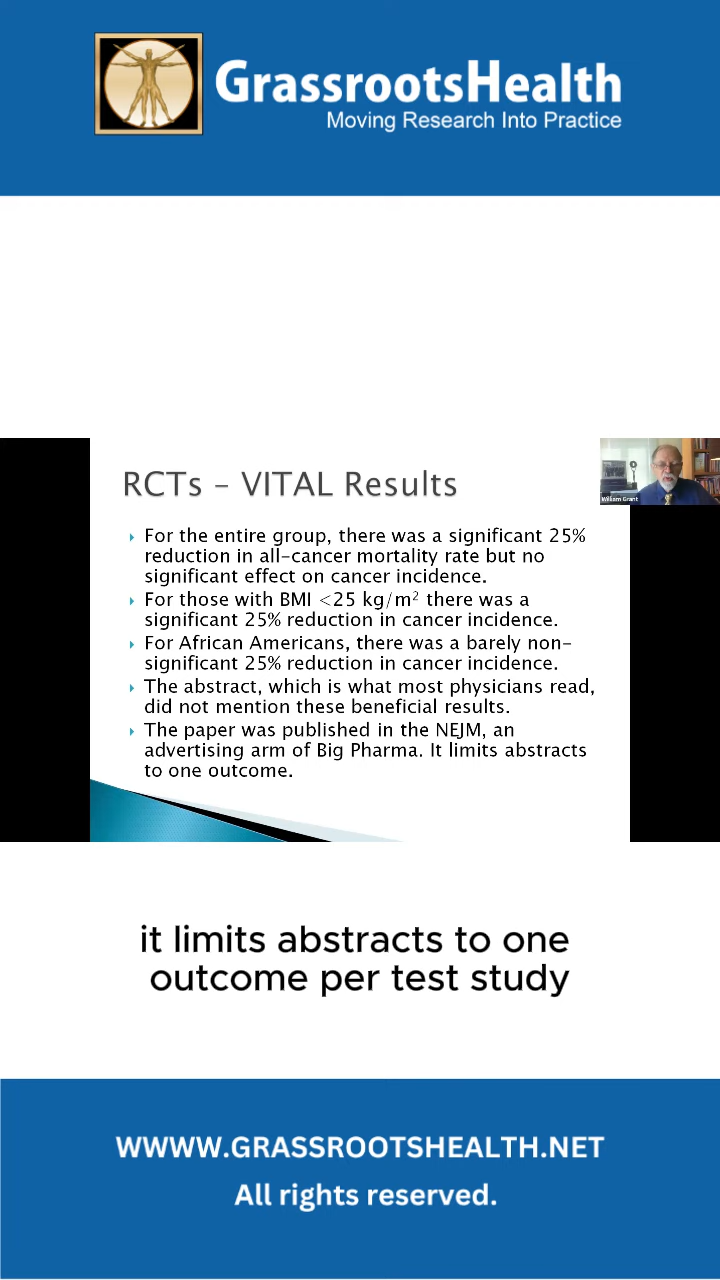 GrassrootsHealth
Moving Research Into Practice
RCTs – VITAL Results
William Grant
For the entire group, there was a significant 25%
reduction in all-cancer mortality rate but no
significant effect on cancer incidence.
For those with BMI <25 kg/m² there was a
significant 25% reduction in cancer incidence.
For African Americans, there was a barely non-
significant 25% reduction in cancer incidence.
The abstract, which is what most physicians read,
did not mention these beneficial results.
The paper was published in the NEJM, an
advertising arm of Big Pharma. It limits abstracts
to one outcome.
it limits abstracts to one
outcome per test study
WWWW.GRASSROOTSHEALTH.NET
All rights reserved.